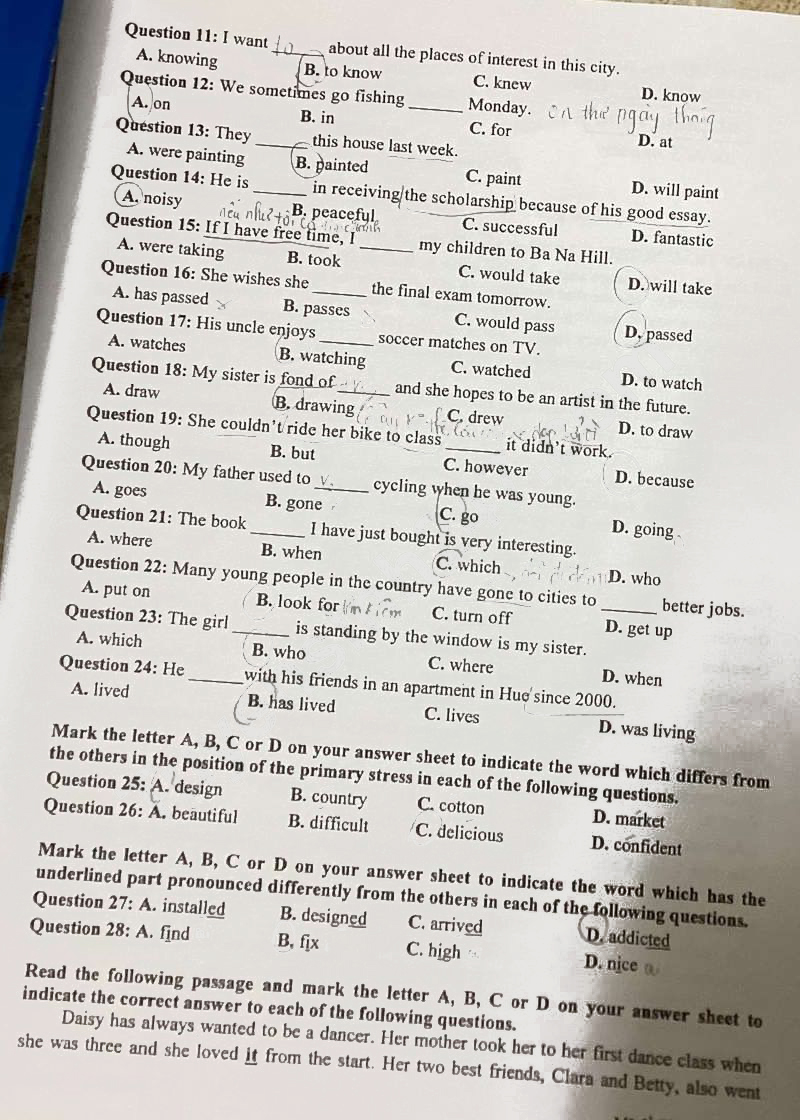 Question 11: I want to ______ about all the places of interest in this city.
A. knowing B. to know C. knew D. know
Question 12: We sometimes go fishing ______ Monday. on thứ ngày tháng
A. on B. in C. for D. at
Question 13: They ______ this house last week.
A. were painting B. painted C. paint D. will paint
Question 14: He is ______ in receiving the scholarship because of his good essay.
A. noisy B. peaceful C. successful D. fantastic
Question 15: If I have free time, I ______ my children to Ba Na Hill.
A. were taking B. took C. would take D. will take
Question 16: She wishes she ______ the final exam tomorrow.
A. has passed B. passes C. would pass D. passed
Question 17: His uncle enjoys ______ soccer matches on TV.
A. watches B. watching C. watched D. to watch
Question 18: My sister is fond of ______ and she hopes to be an artist in the future.
A. draw B. drawing C. drew D. to draw
Question 19: She couldn't ride her bike to class ______ it didn't work.
A. though B. but C. however D. because
Question 20: My father used to ______ cycling when he was young.
A. goes B. gone C. go D. going
Question 21: The book ______ I have just bought is very interesting.
A. where B. when C. which D. who
Question 22: Many young people in the country have gone to cities to ______ better jobs.
A. put on B. look for C. turn off D. get up
Question 23: The girl ______ is standing by the window is my sister.
A. which B. who C. where D. when
Question 24: He ______ with his friends in an apartment in Hue since 2000.
A. lived B. has lived C. lives D. was living
Mark the letter A, B, C or D on your answer sheet to indicate the word which differs from
the others in the position of the primary stress in each of the following questions.
Question 25: A. design B. country C. cotton D. market
Question 26: A. beautiful B. difficult C. delicious D. confident
Mark the letter A, B, C or D on your answer sheet to indicate the word which has the
underlined part pronounced differently from the others in each of the following questions.
Question 27: A. installed B. designed C. arrived D. addicted
Question 28: A. find B. fix C. high D. nice
Read the following passage and mark the letter A, B, C or D on your answer sheet to
indicate the correct answer to each of the following questions.
Daisy has always wanted to be a dancer. Her mother took her to her first dance class when
she was three and she loved it from the start. Her two best friends, Clara and Betty, also went